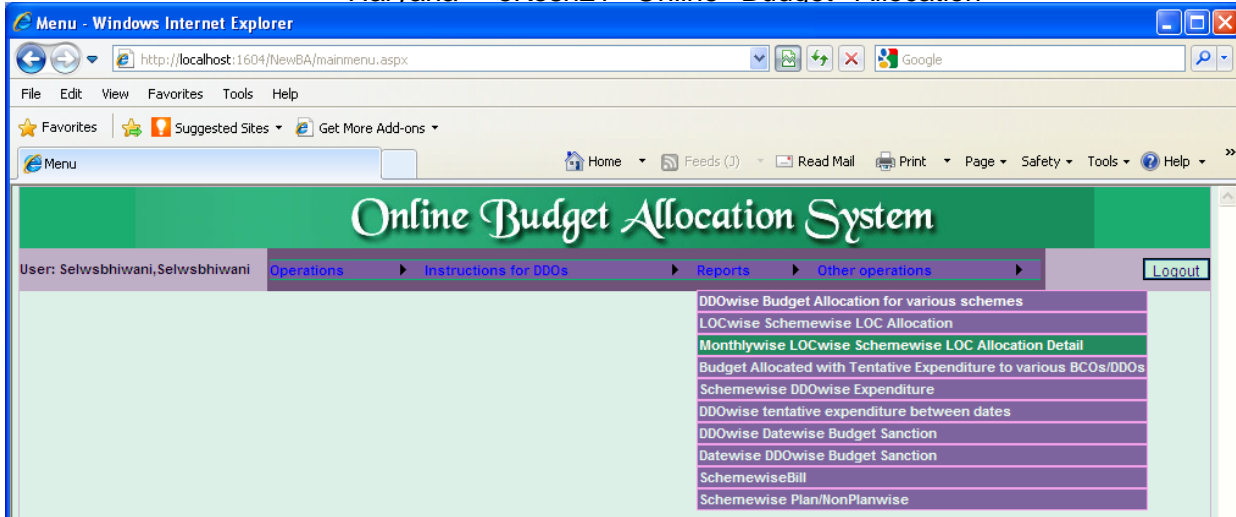 Menu - Windows Internet Explorer
http://localhost:1604/NewBA/mainmenu.aspx Google
File Edit View Favorites Tools Help
Favorites Suggested Sites Get More Add-ons
Menu Home Feeds (J) Read Mail Print Page Safety Tools Help »
Online Budget Allocation System
User: Selwsbhiwani,Selwsbhiwani Operations Instructions for DDOs Reports Other operations Logout
DDOwise Budget Allocation for various schemes
LOCwise Schemewise LOC Allocation
Monthlywise LOCwise Schemewise LOC Allocation Detail
Budget Allocated with Tentative Expenditure to various BCOs/DDOs
Schemewise DDOwise Expenditure
DDOwise tentative expenditure between dates
DDOwise Datewise Budget Sanction
Datewise DDOwise Budget Sanction
SchemewiseBill
Schemewise Plan/NonPlanwise